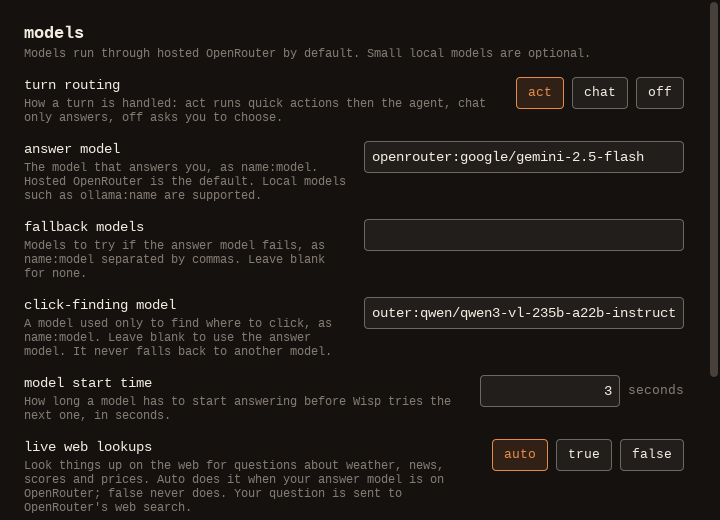 models
Models run through hosted OpenRouter by default. Small local models are optional.
turn routing
How a turn is handled: act runs quick actions then the agent, chat
only answers, off asks you to choose.
act
chat
off
answer model
The model that answers you, as name:model.
Hosted OpenRouter is the default. Local models
such as ollama:name are supported.
openrouter:google/gemini-2.5-flash
fallback models
Models to try if the answer model fails, as
name:model separated by commas. Leave blank
for none.
click-finding model
A model used only to find where to click, as
name:model. Leave blank to use the answer
model. It never falls back to another model.
outer:qwen/qwen3-vl-235b-a22b-instruct
model start time
How long a model has to start answering before Wisp tries the
next one, in seconds.
3
seconds
live web lookups
Look things up on the web for questions about weather, news,
scores and prices. Auto does it when your answer model is on
OpenRouter; false never does. Your question is sent to
OpenRouter's web search.
auto
true
false